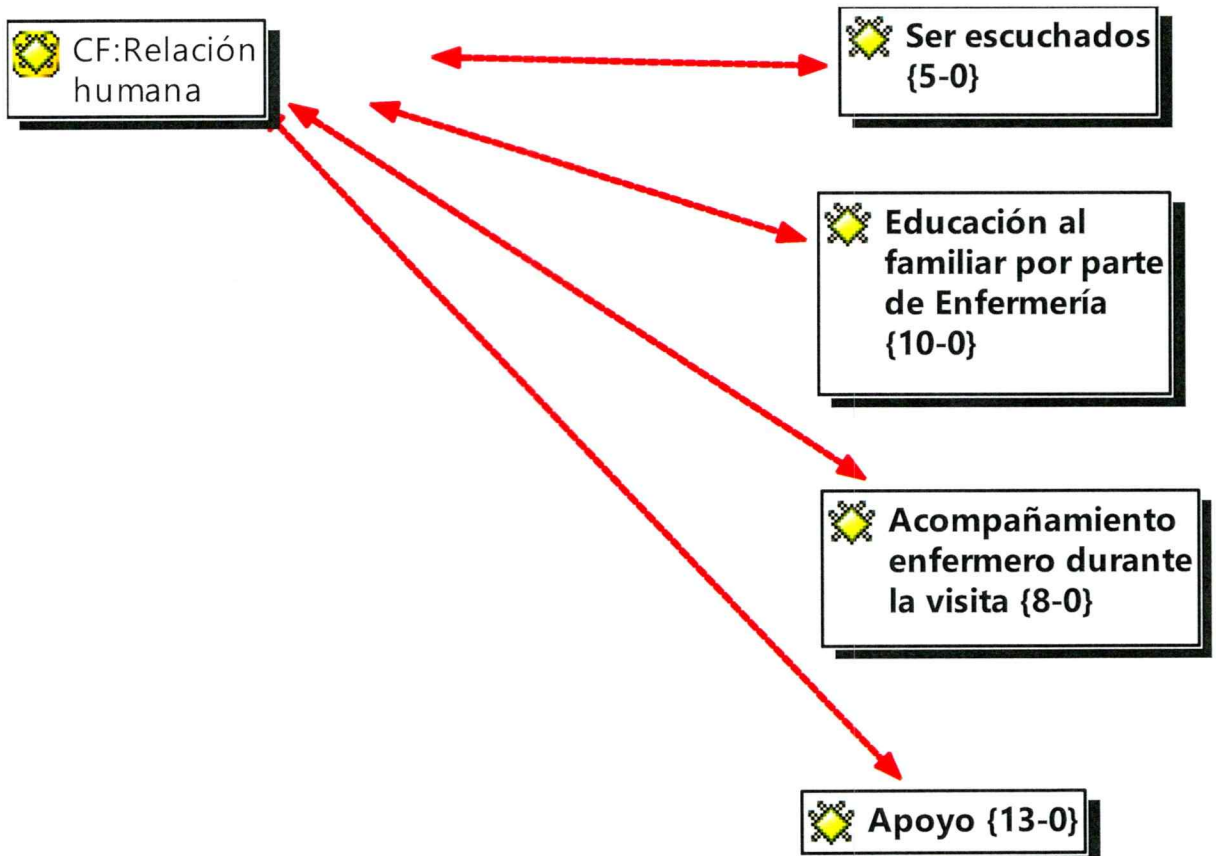 CF:Relación
humana
Ser escuchados
{5-0}
Educación al
familiar por parte
de Enfermería
{10-0}
Acompañamiento
enfermero durante
la visita {8-0}
Apoyo {13-0}